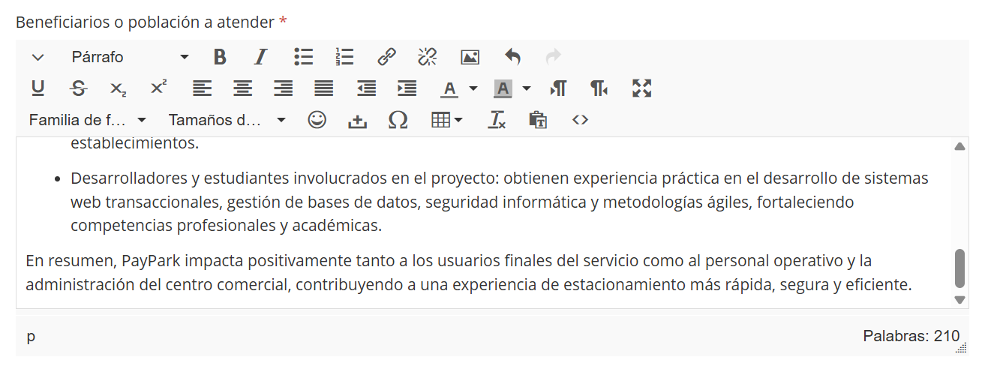 Beneficiarios o población a atender *
Párrafo
Familia de f... Tamaños d...
establecimientos.
• Desarrolladores y estudiantes involucrados en el proyecto: obtienen experiencia práctica en el desarrollo de sistemas
web transaccionales, gestión de bases de datos, seguridad informática y metodologías ágiles, fortaleciendo
competencias profesionales y académicas.
En resumen, PayPark impacta positivamente tanto a los usuarios finales del servicio como al personal operativo y la
administración del centro comercial, contribuyendo a una experiencia de estacionamiento más rápida, segura y eficiente.
p Palabras: 210